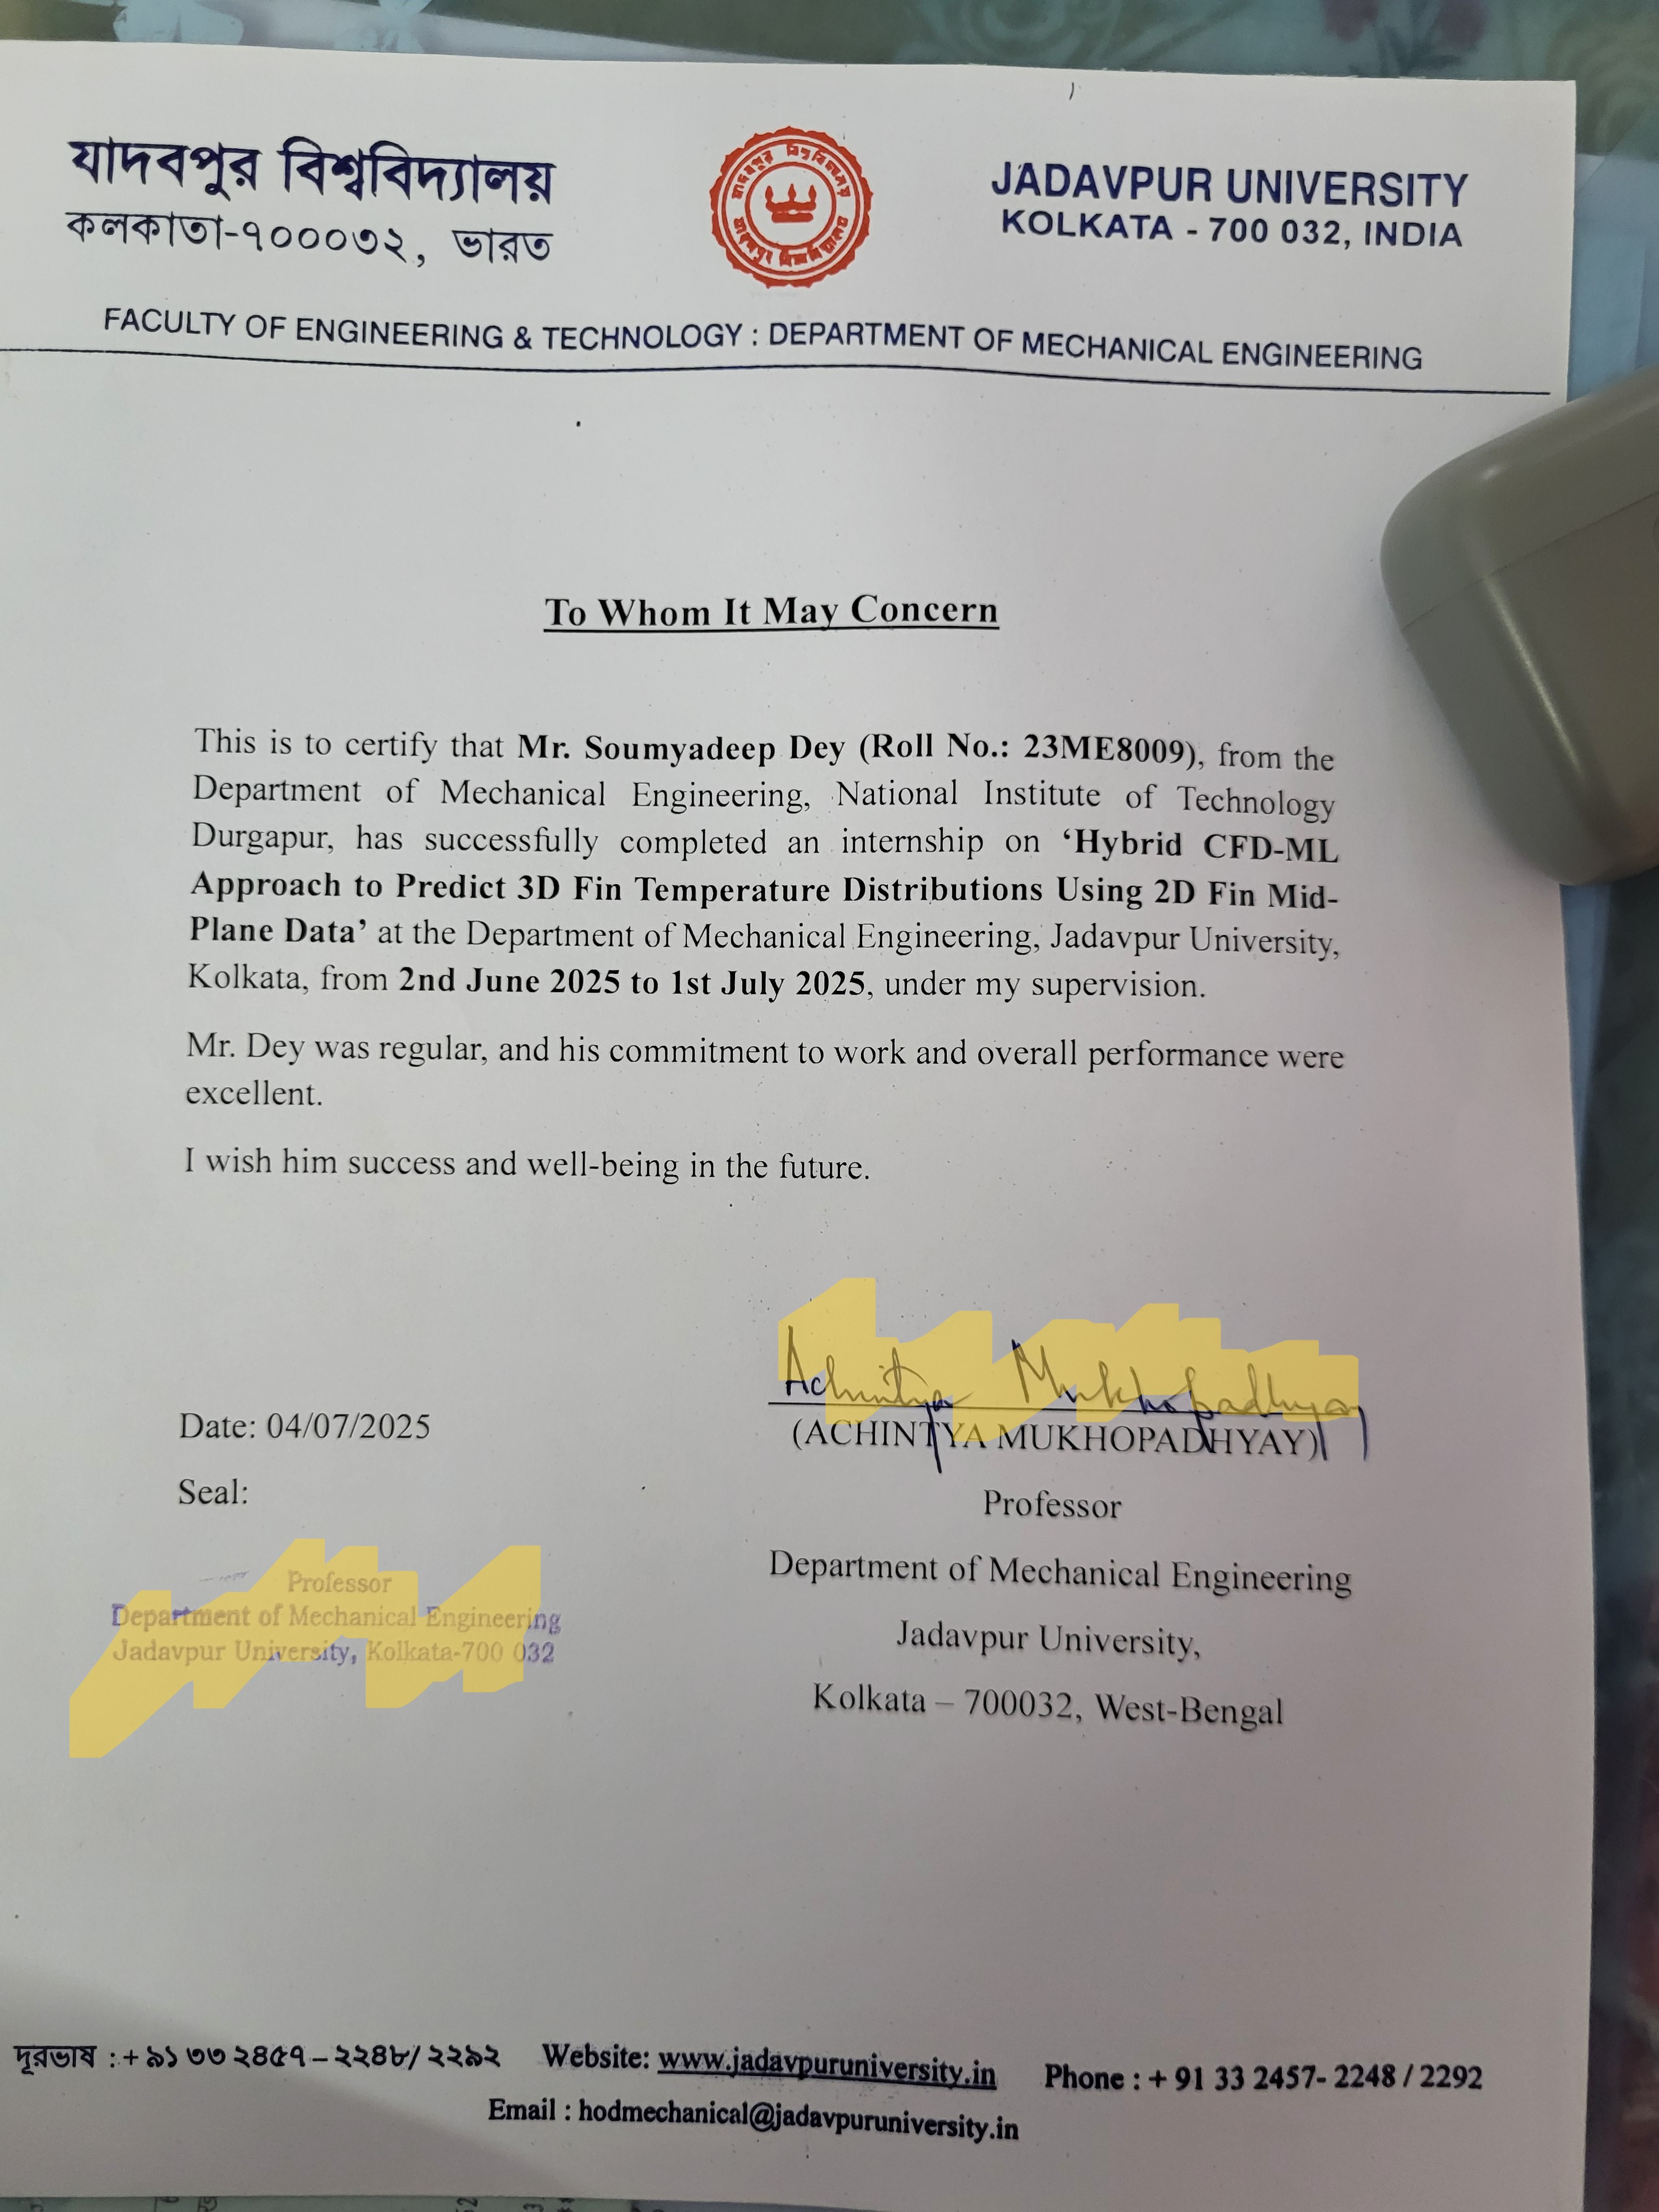 যাদবপুর বিশ্ববিদ্যালয়
কলকাতা-৭০০০৩২, ভারত
JADAVPUR UNIVERSITY
KOLKATA - 700 032, INDIA
FACULTY OF ENGINEERING & TECHNOLOGY : DEPARTMENT OF MECHANICAL ENGINEERING
To Whom It May Concern
This is to certify that Mr. Soumyadeep Dey (Roll No.: 23ME8009), from the
Department of Mechanical Engineering, National Institute of Technology
Durgapur, has successfully completed an internship on ‘Hybrid CFD-ML
Approach to Predict 3D Fin Temperature Distributions Using 2D Fin Mid-
Plane Data’ at the Department of Mechanical Engineering, Jadavpur University,
Kolkata, from 2nd June 2025 to 1st July 2025, under my supervision.
Mr. Dey was regular, and his commitment to work and overall performance were
excellent.
I wish him success and well-being in the future.
Achintya Mukhopadhyay
(ACHINTYA MUKHOPADHYAY)
Professor
Department of Mechanical Engineering
Jadavpur University,
Kolkata – 700032, West-Bengal
Date: 04/07/2025
Seal:
Professor
Department of Mechanical Engineering
Jadavpur University, Kolkata-700 032
দূরভাষ : + ৯১ ৩৩ ২৪৫৭ – ২২৪৮/ ২২৯২ Website: www.jadavpuruniversity.in Phone : + 91 33 2457- 2248 / 2292
Email : hodmechanical@jadavpuruniversity.in